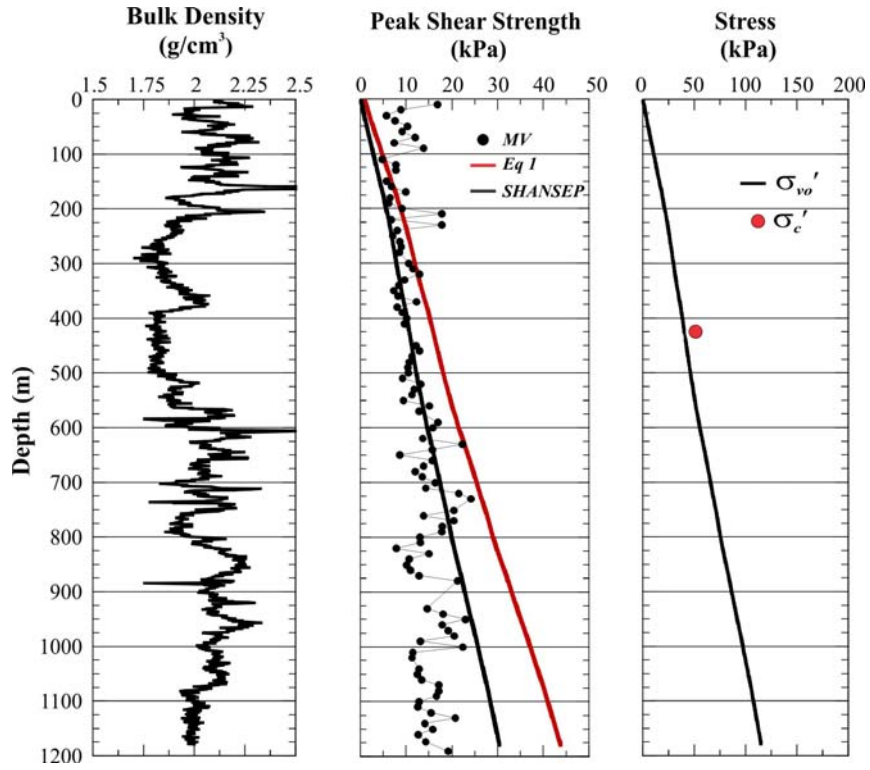 Bulk Density
(g/cm³)
1.5 1.75 2 2.25 2.5
Peak Shear Strength
(kPa)
0 10 20 30 40 50
Stress
(kPa)
0 50 100 150 200
Depth (m)
0
100
200
300
400
500
600
700
800
900
1000
1100
1200
MV
Eq 1
SHANSEP
σvo'
σc'